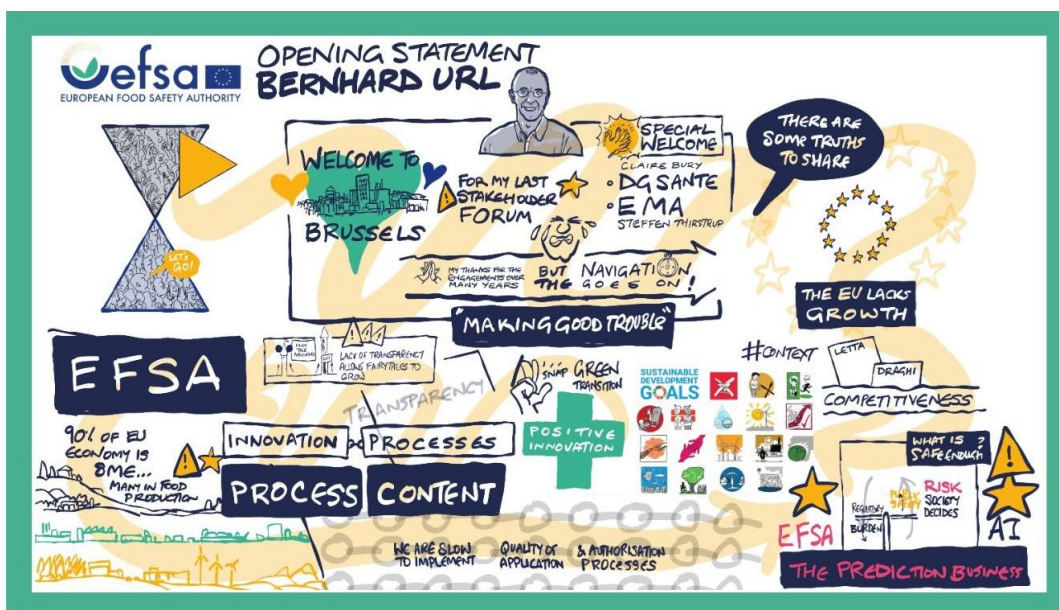 efsa
EUROPEAN FOOD SAFETY AUTHORITY
OPENING STATEMENT
BERNHARD URL
LET'S
GO!
WELCOME TO
BRUSSELS
FOR MY LAST
STAKEHOLDER
FORUM
SPECIAL
WELCOME
CLAIRE BURY
• DG SANTE
• EMA
STEFFEN THIRSTRUP
MY THANKS FOR THE
ENGAGEMENTS OVER
MANY YEARS
BUT
THE
NAVIGATION
GOES ON!
"MAKING GOOD TROUBLE"
THERE ARE
SOME TRUTHS
TO SHARE
THE EU LACKS
GROWTH
#CONTEXT
LETTA
DRAGHI
COMPETITIVENESS
EFSA
LACK OF TRANSPARENCY
ALLOWS FAIRYTALES TO
GROW
TRANSPARENCY
SNAP
GREEN
TRANSITION
POSITIVE
INNOVATION
SUSTAINABLE
DEVELOPMENT
GOALS
90% OF EU
ECONOMY IS
SME...
MANY IN FOOD
PRODUCTION
INNOVATION
PROCESSES
PROCESS
CONTENT
WE ARE SLOW
TO IMPLEMENT
QUALITY OF
APPLICATION
& AUTHORISATION
PROCESSES
WHAT IS
SAFE ENOUGH?
REGULATORY
BURDEN
RISK
SOCIETY
DECIDES
EFSA
AI
THE PREDICTION BUSINESS